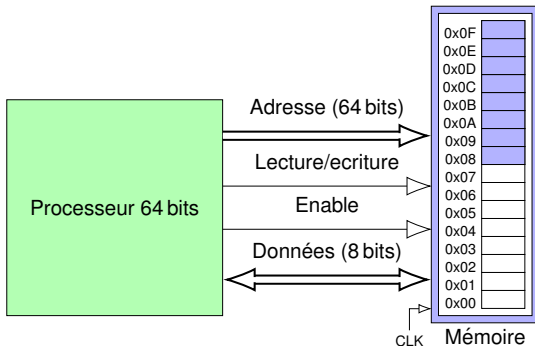 Processeur 64 bits
Adresse (64 bits)
Lecture/ecriture
Enable
Données (8 bits)
CLK
0x0F
0x0E
0x0D
0x0C
0x0B
0x0A
0x09
0x08
0x07
0x06
0x05
0x04
0x03
0x02
0x01
0x00
Mémoire